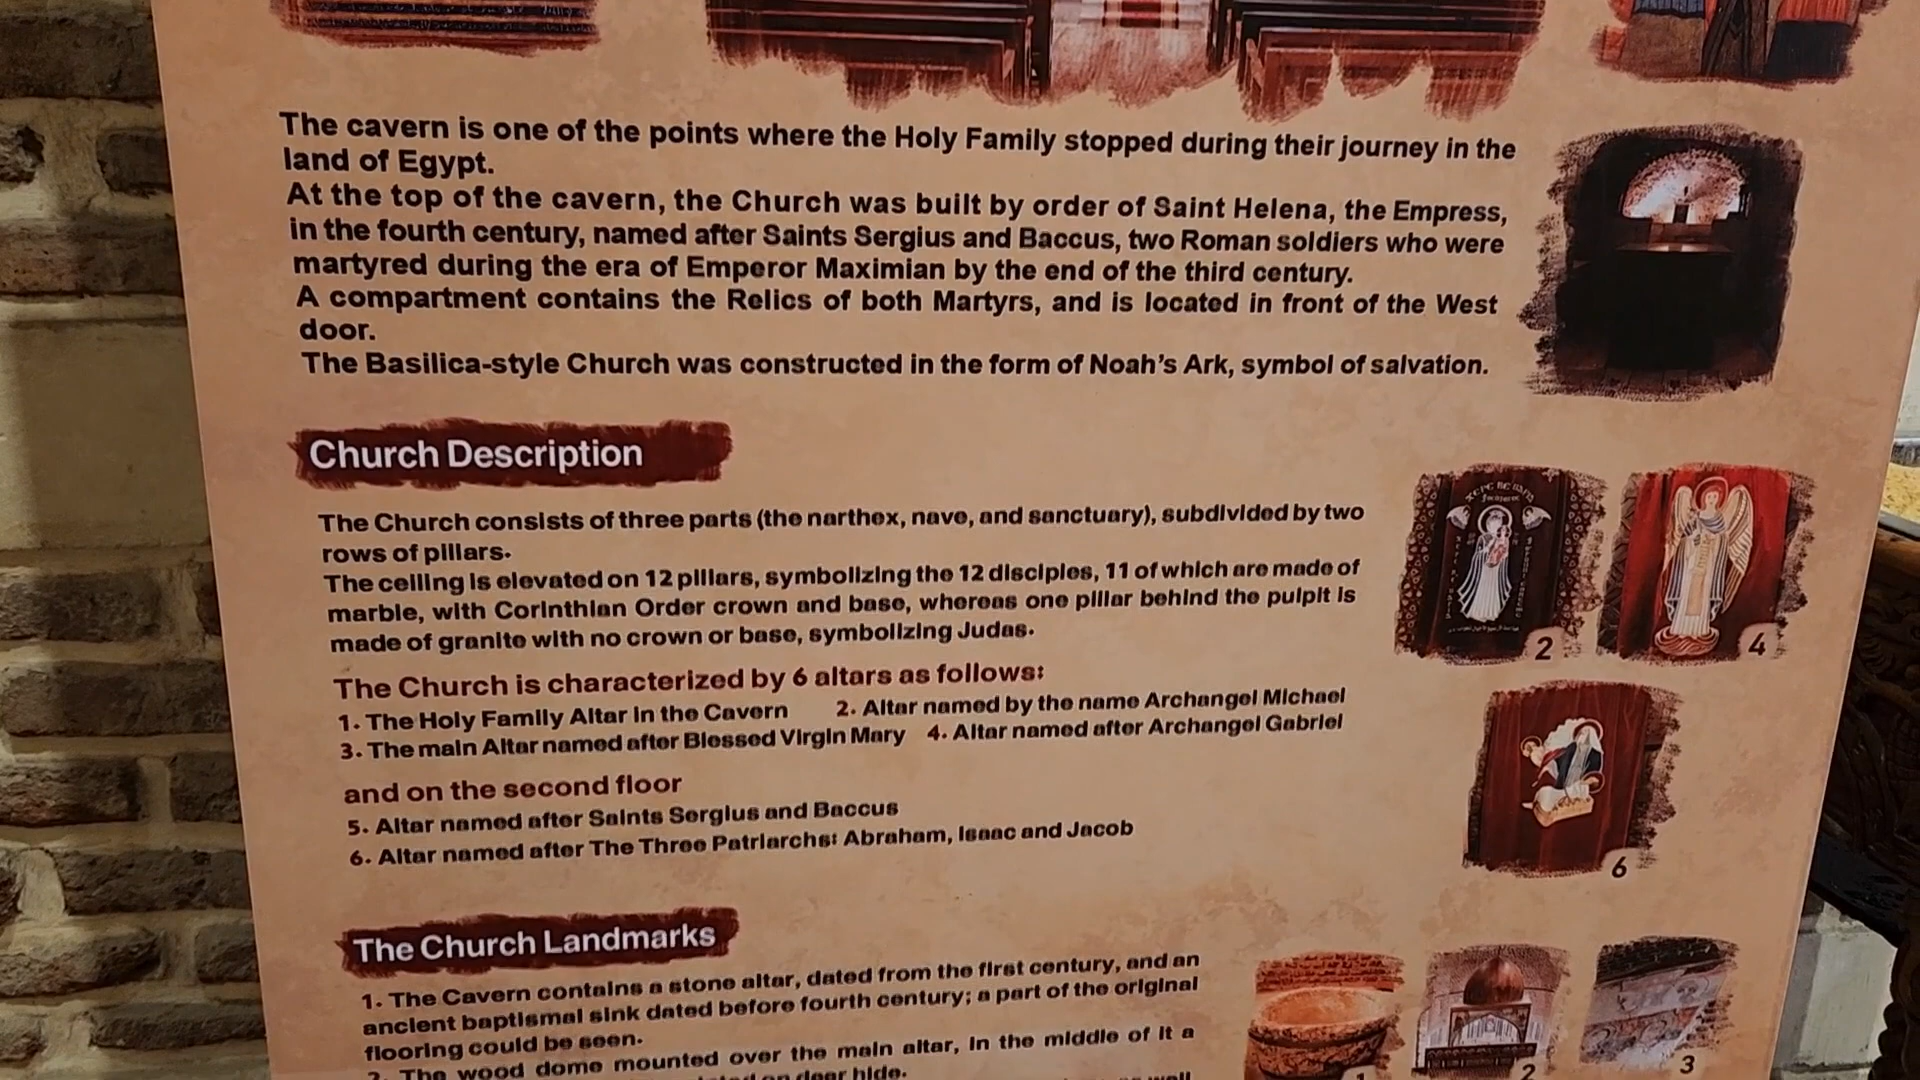 The cavern is one of the points where the Holy Family stopped during their journey in the
land of Egypt.
At the top of the cavern, the Church was built by order of Saint Helena, the Empress,
in the fourth century, named after Saints Sergius and Baccus, two Roman soldiers who were
martyred during the era of Emperor Maximian by the end of the third century.
A compartment contains the Relics of both Martyrs, and is located in front of the West
door.
The Basilica-style Church was constructed in the form of Noah's Ark, symbol of salvation.
Church Description
The Church consists of three parts (the narthex, nave, and sanctuary), subdivided by two
rows of pillars.
The ceiling is elevated on 12 pillars, symbolizing the 12 disciples, 11 of which are made of
marble, with Corinthian Order crown and base, whereas one pillar behind the pulpit is
made of granite with no crown or base, symbolizing Judas.
The Church is characterized by 6 altars as follows:
1. The Holy Family Altar in the Cavern 2. Altar named by the name Archangel Michael
3. The main Altar named after Blessed Virgin Mary 4. Altar named after Archangel Gabriel
and on the second floor
5. Altar named after Saints Sergius and Baccus
6. Altar named after The Three Patriarchs: Abraham, Isaac and Jacob
2
4
6
The Church Landmarks
1. The Cavern contains a stone altar, dated from the first century, and an
ancient baptismal sink dated before fourth century; a part of the original
flooring could be seen.
2. The wood dome mounted over the main altar, in the middle of it a
on deer hide.
well
1
2
3